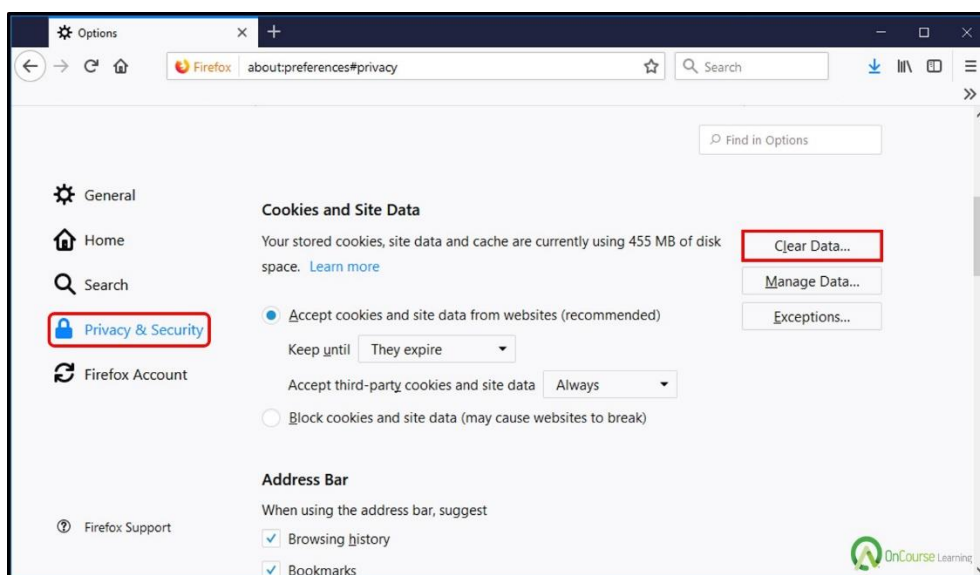 Options
Firefox about:preferences#privacy
Search
Find in Options
General
Home
Search
Privacy & Security
Firefox Account
Firefox Support
Cookies and Site Data
Your stored cookies, site data and cache are currently using 455 MB of disk
space. Learn more
Clear Data...
Manage Data...
Exceptions...
Accept cookies and site data from websites (recommended)
Keep until They expire
Accept third-party cookies and site data Always
Block cookies and site data (may cause websites to break)
Address Bar
When using the address bar, suggest
Browsing history
Bookmarks
OnCourse Learning